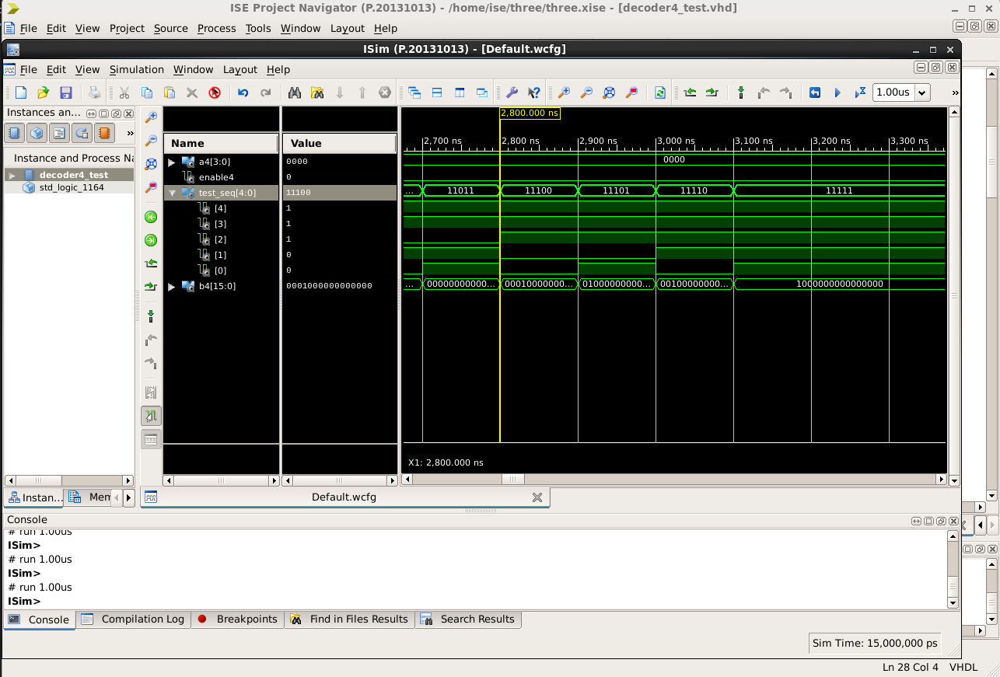 ISE Project Navigator (P.20131013) - /home/ise/three/three.xise - [decoder4_test.vhd]
File Edit View Project Source Process Tools Window Layout Help
ISim (P.20131013) - [Default.wcfg]
File Edit View Simulation Window Layout Help
1.00us »
Instances an...
»
Instance and Process Na
decoder4_test
std_logic_1164
Instan... Mem
Name Value
a4[3:0] 0000
enable4 0
test_seq[4:0] 11100
[4] 1
[3] 1
[2] 1
[1] 0
[0] 0
b4[15:0] 0001000000000000
2,800.000 ns
2,700 ns 2,800 ns 2,900 ns 3,000 ns 3,100 ns 3,200 ns 3,300 ns
0000
... 11011 11100 11101 11110 11111
... 00000000000... 00010000000... 01000000000... 00100000000... 1000000000000000
X1: 2,800.000 ns
Default.wcfg
Console
# run 1.00us
ISim>
# run 1.00us
ISim>
# run 1.00us
ISim>
Console Compilation Log Breakpoints Find in Files Results Search Results
Sim Time: 15,000,000 ps
Ln 28 Col 4 VHDL